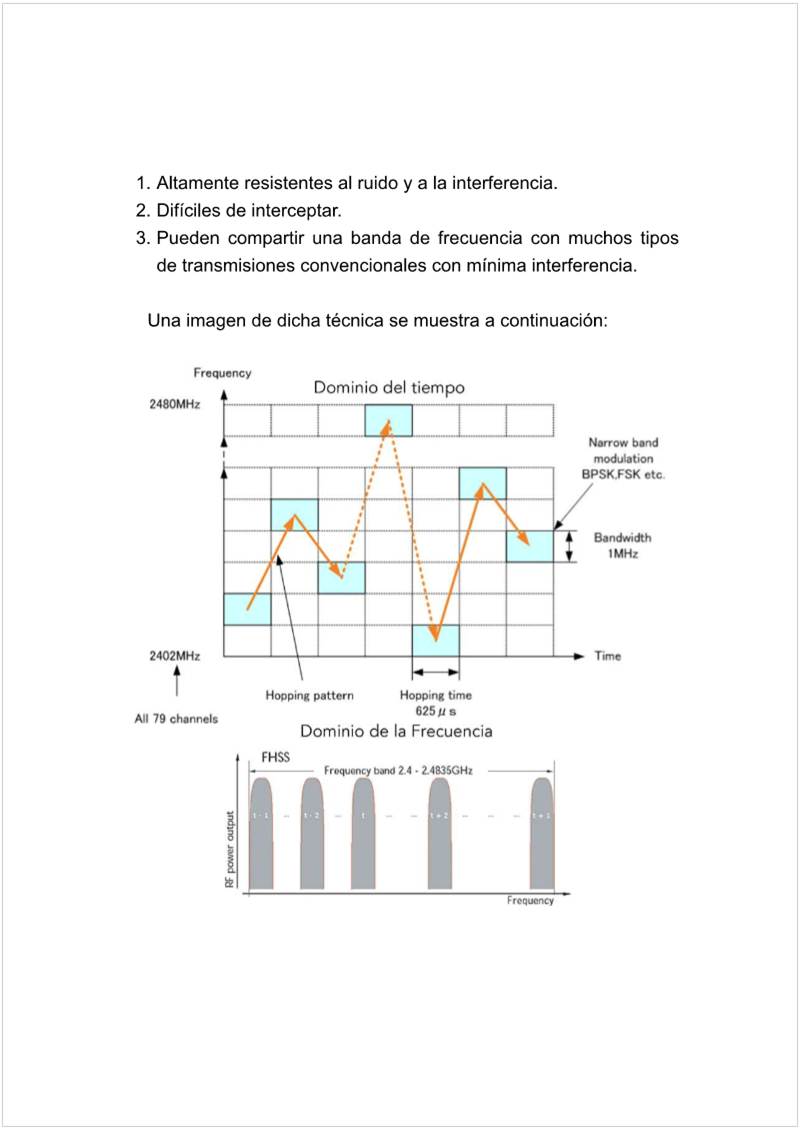 1. Altamente resistentes al ruido y a la interferencia.
2. Difíciles de interceptar.
3. Pueden compartir una banda de frecuencia con muchos tipos
de transmisiones convencionales con mínima interferencia.
Una imagen de dicha técnica se muestra a continuación:
Frequency
Dominio del tiempo
2480MHz
Narrow band
modulation
BPSK,FSK etc.
Bandwidth
1MHz
2402MHz
Time
All 79 channels
Hopping pattern
Hopping time
625 μ s
Dominio de la Frecuencia
FHSS
Frequency band 2.4 - 2.4835GHz
RF power output
t - 1 ... t - 2 ... t ... ... t + 2 ... ... ... t + 1
Frequency